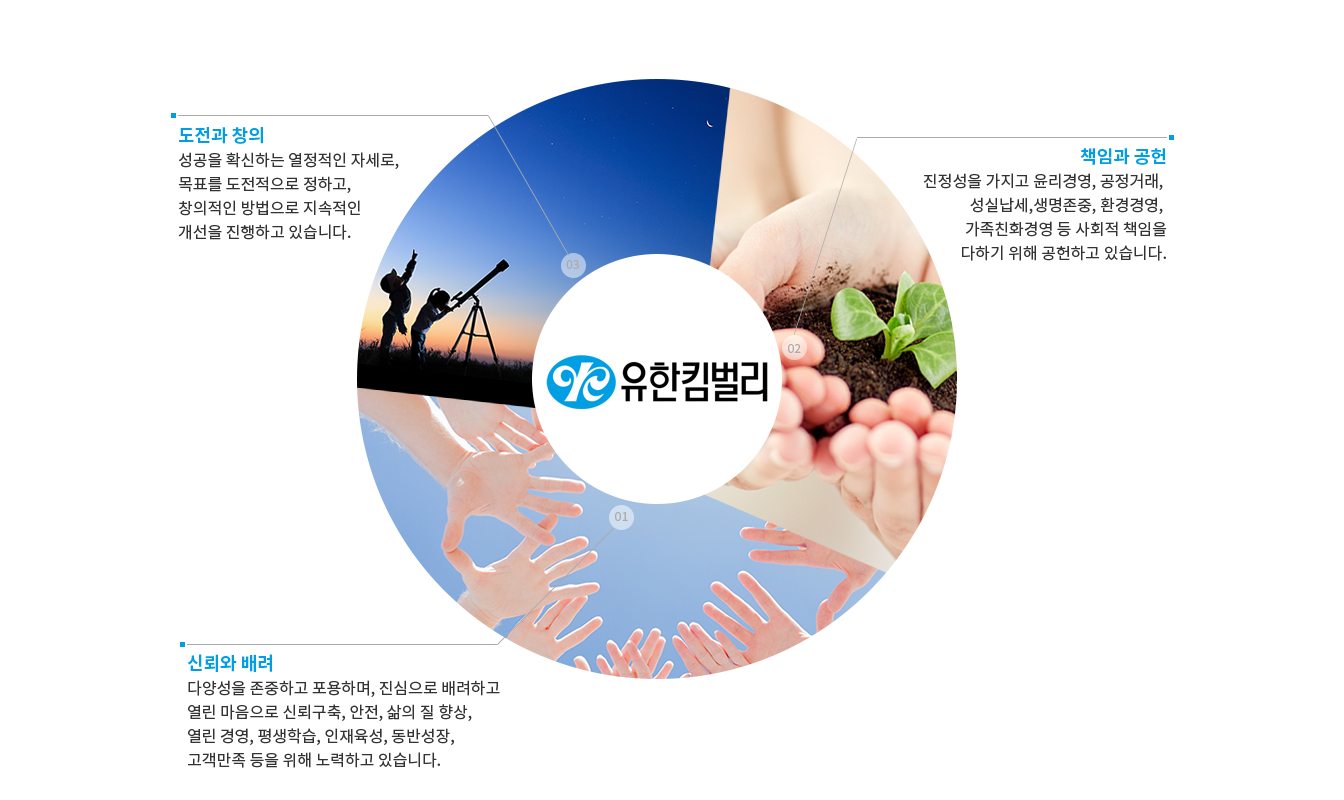 도전과 창의
성공을 확신하는 열정적인 자세로,
목표를 도전적으로 정하고,
창의적인 방법으로 지속적인
개선을 진행하고 있습니다.
03
책임과 공헌
진정성을 가지고 윤리경영, 공정거래,
성실납세,생명존중, 환경경영,
가족친화경영 등 사회적 책임을
다하기 위해 공헌하고 있습니다.
02
유한킴벌리
01
신뢰와 배려
다양성을 존중하고 포용하며, 진심으로 배려하고
열린 마음으로 신뢰구축, 안전, 삶의 질 향상,
열린 경영, 평생학습, 인재육성, 동반성장,
고객만족 등을 위해 노력하고 있습니다.